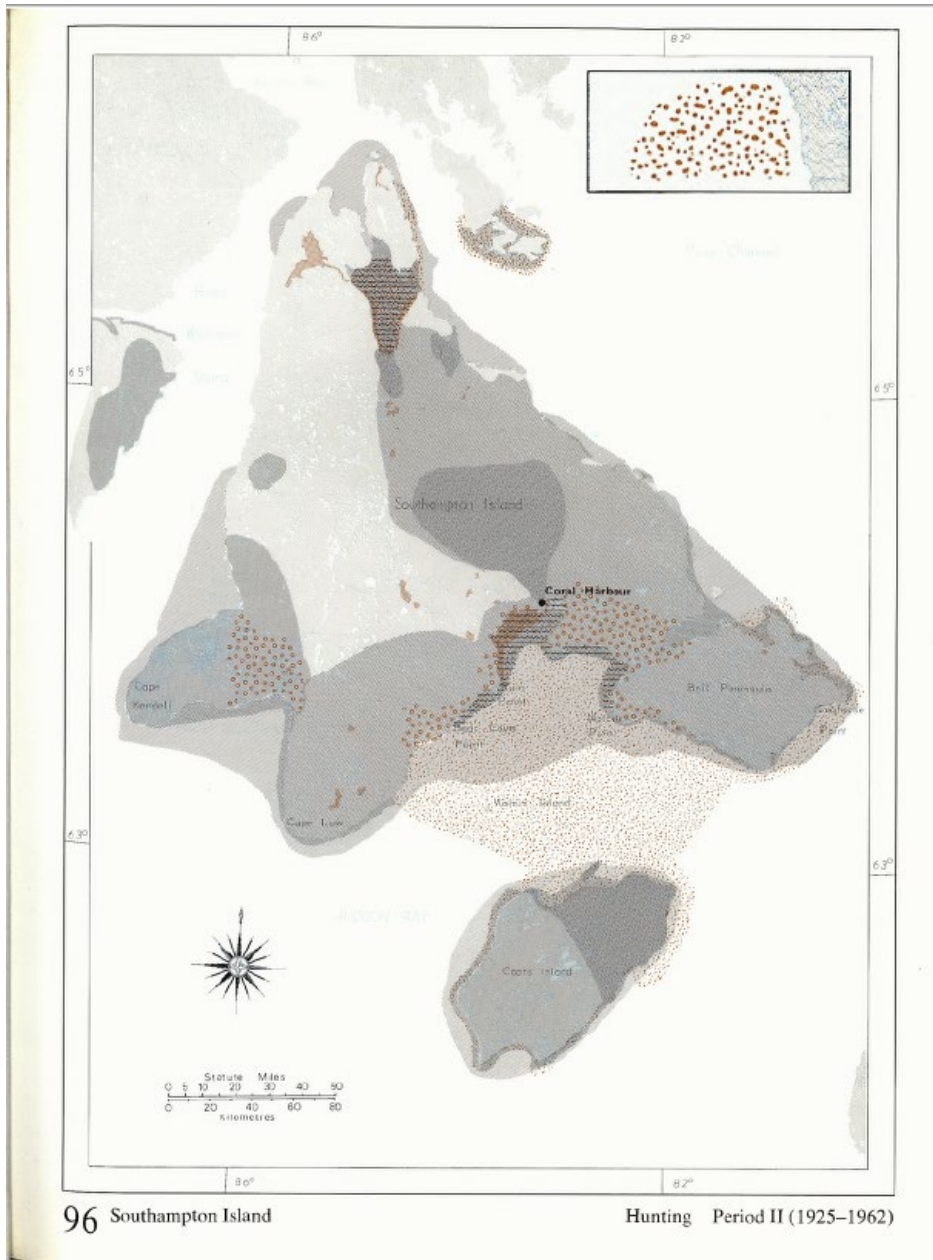 86° 82°
65° 65°
Southampton Island
Coral Harbour
Cape
Kendall
Bell Peninsula
Point
Point
Walrus Island
Cape Low
63° 63°
Coats Island
Statute Miles
0 5 10 20 30 40 50
0 20 40 60 80
Kilometres
86° 82°
96 Southampton Island Hunting Period II (1925–1962)